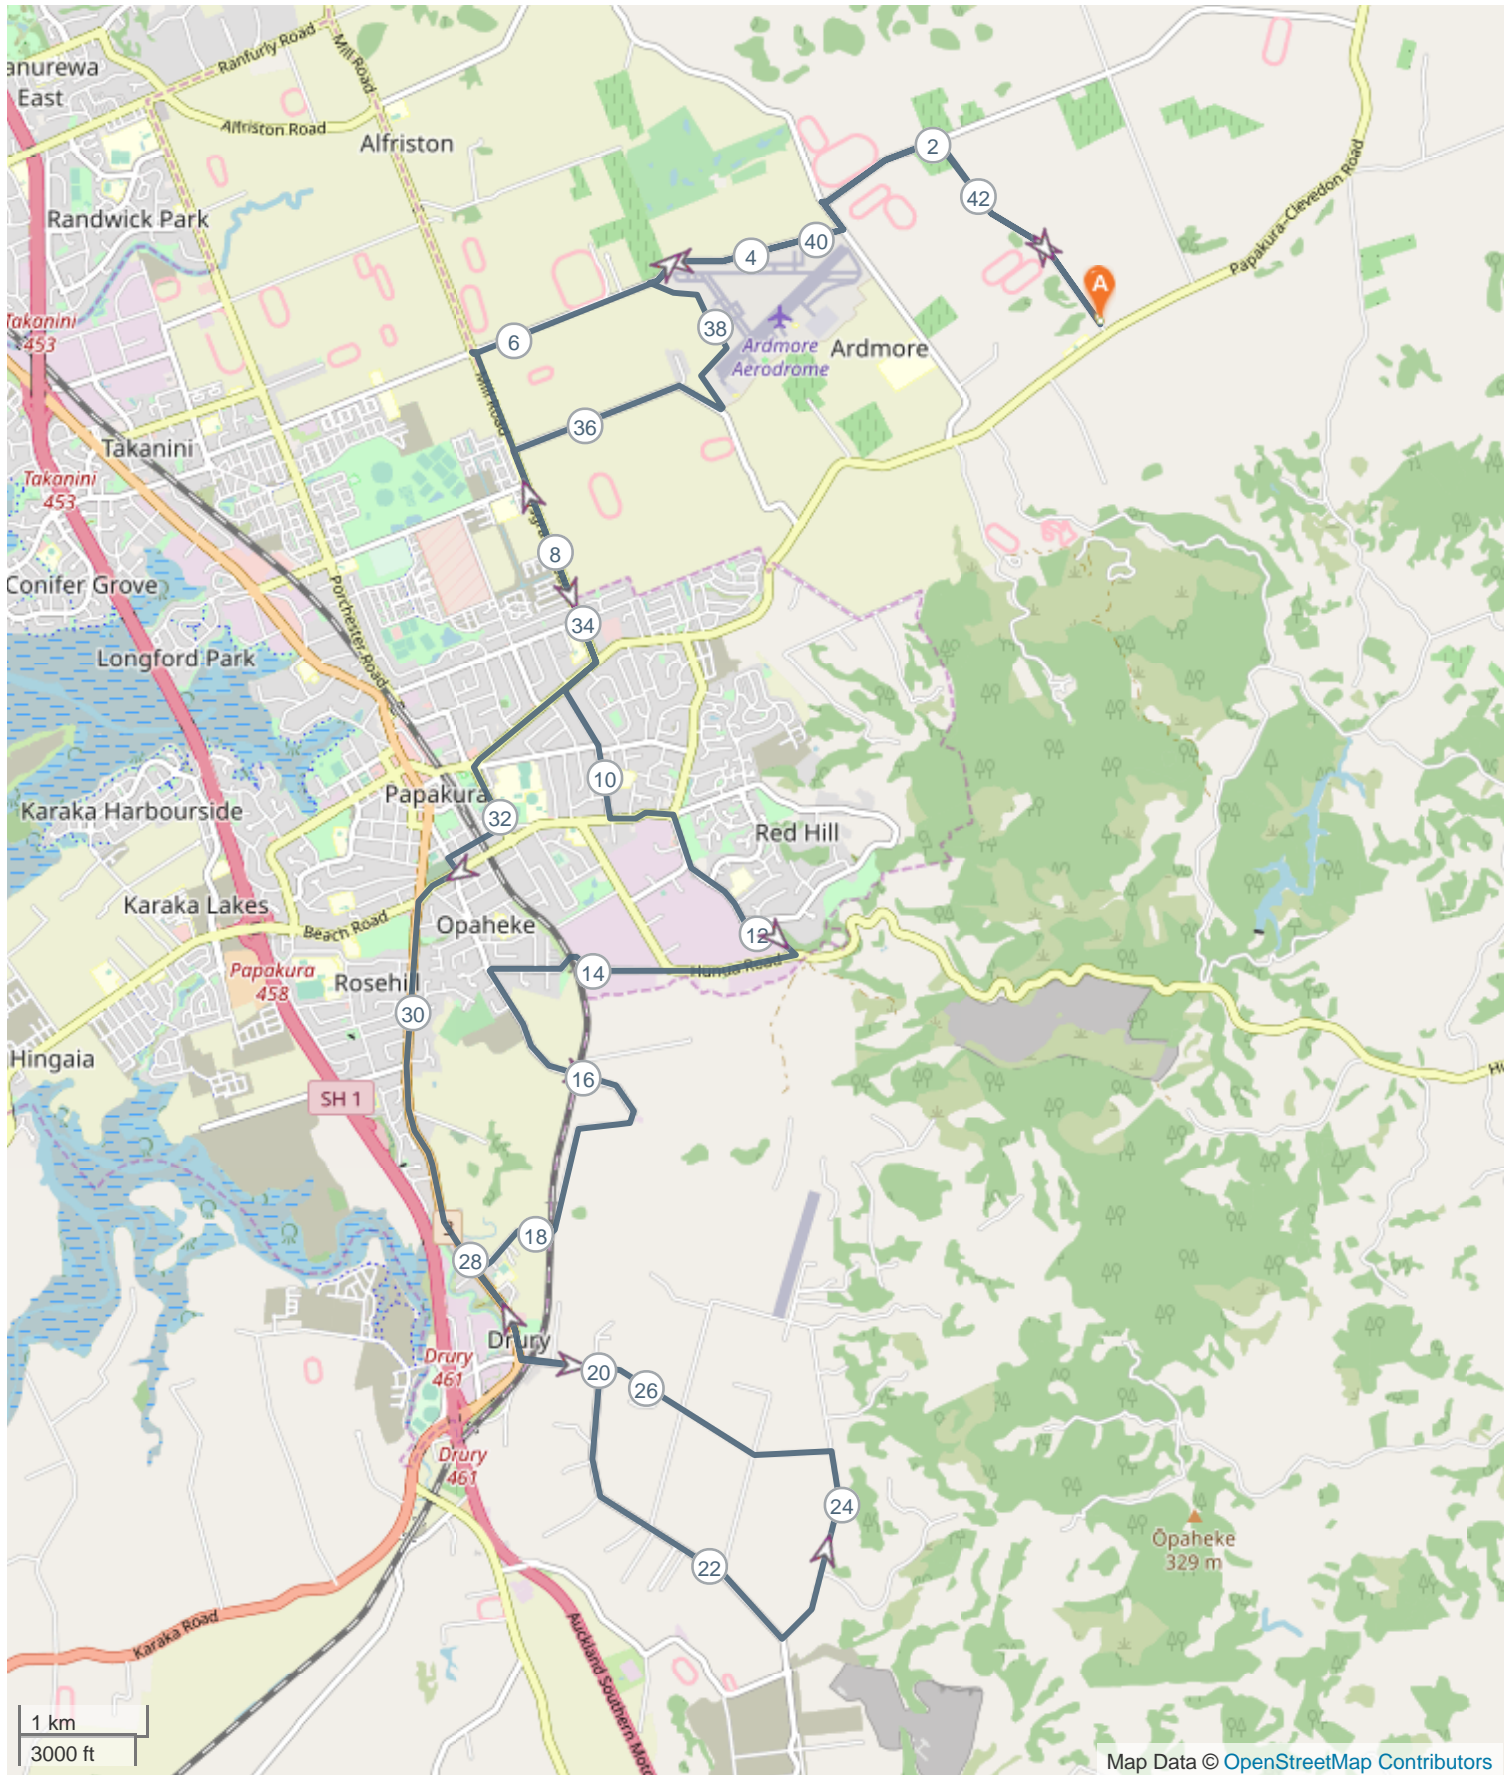 Ranfurly Road
Mill Road
anurewa
East
Alfriston Road
Alfriston
2
Papakura-Clevedon Road
42
Randwick Park
4
40
A
Takanini
453
6
38
Ardmore
Aerodrome
Ardmore
Mill Road
36
Takanini
Takanini
453
8
Conifer Grove
Porchester Road
34
Longford Park
10
Papakura
Karaka Harbourside
32
Red Hill
Karaka Lakes
Beach Road
Opaheke
12
Hunua Road
Papakura
458
Rosehill
14
30
Hingaia
16
SH 1
18
28
Drury
Drury
461
20
26
Drury
461
24
Ōpaheke
329 m
22
Karaka Road
Auckland Southern Moto
1 km
3000 ft
Map Data © OpenStreetMap Contributors